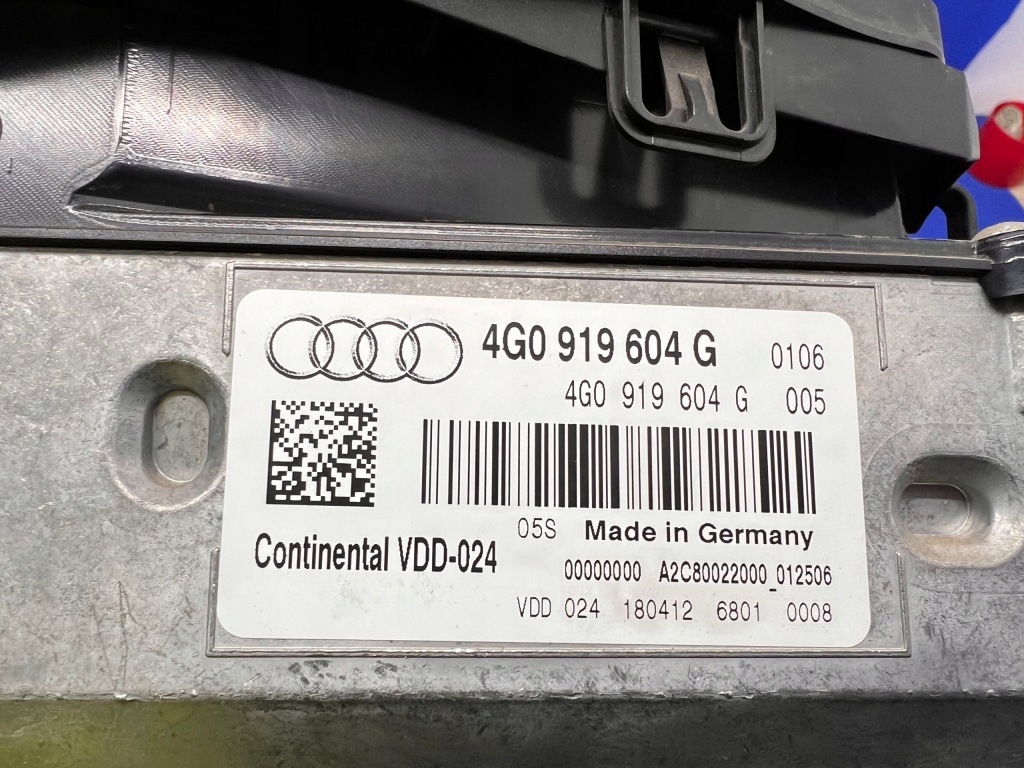 4G0 919 604 G 0106
4G0 919 604 G 005
05S Made in Germany
Continental VDD-024
00000000 A2C80022000_012506
VDD 024 180412 6801 0008